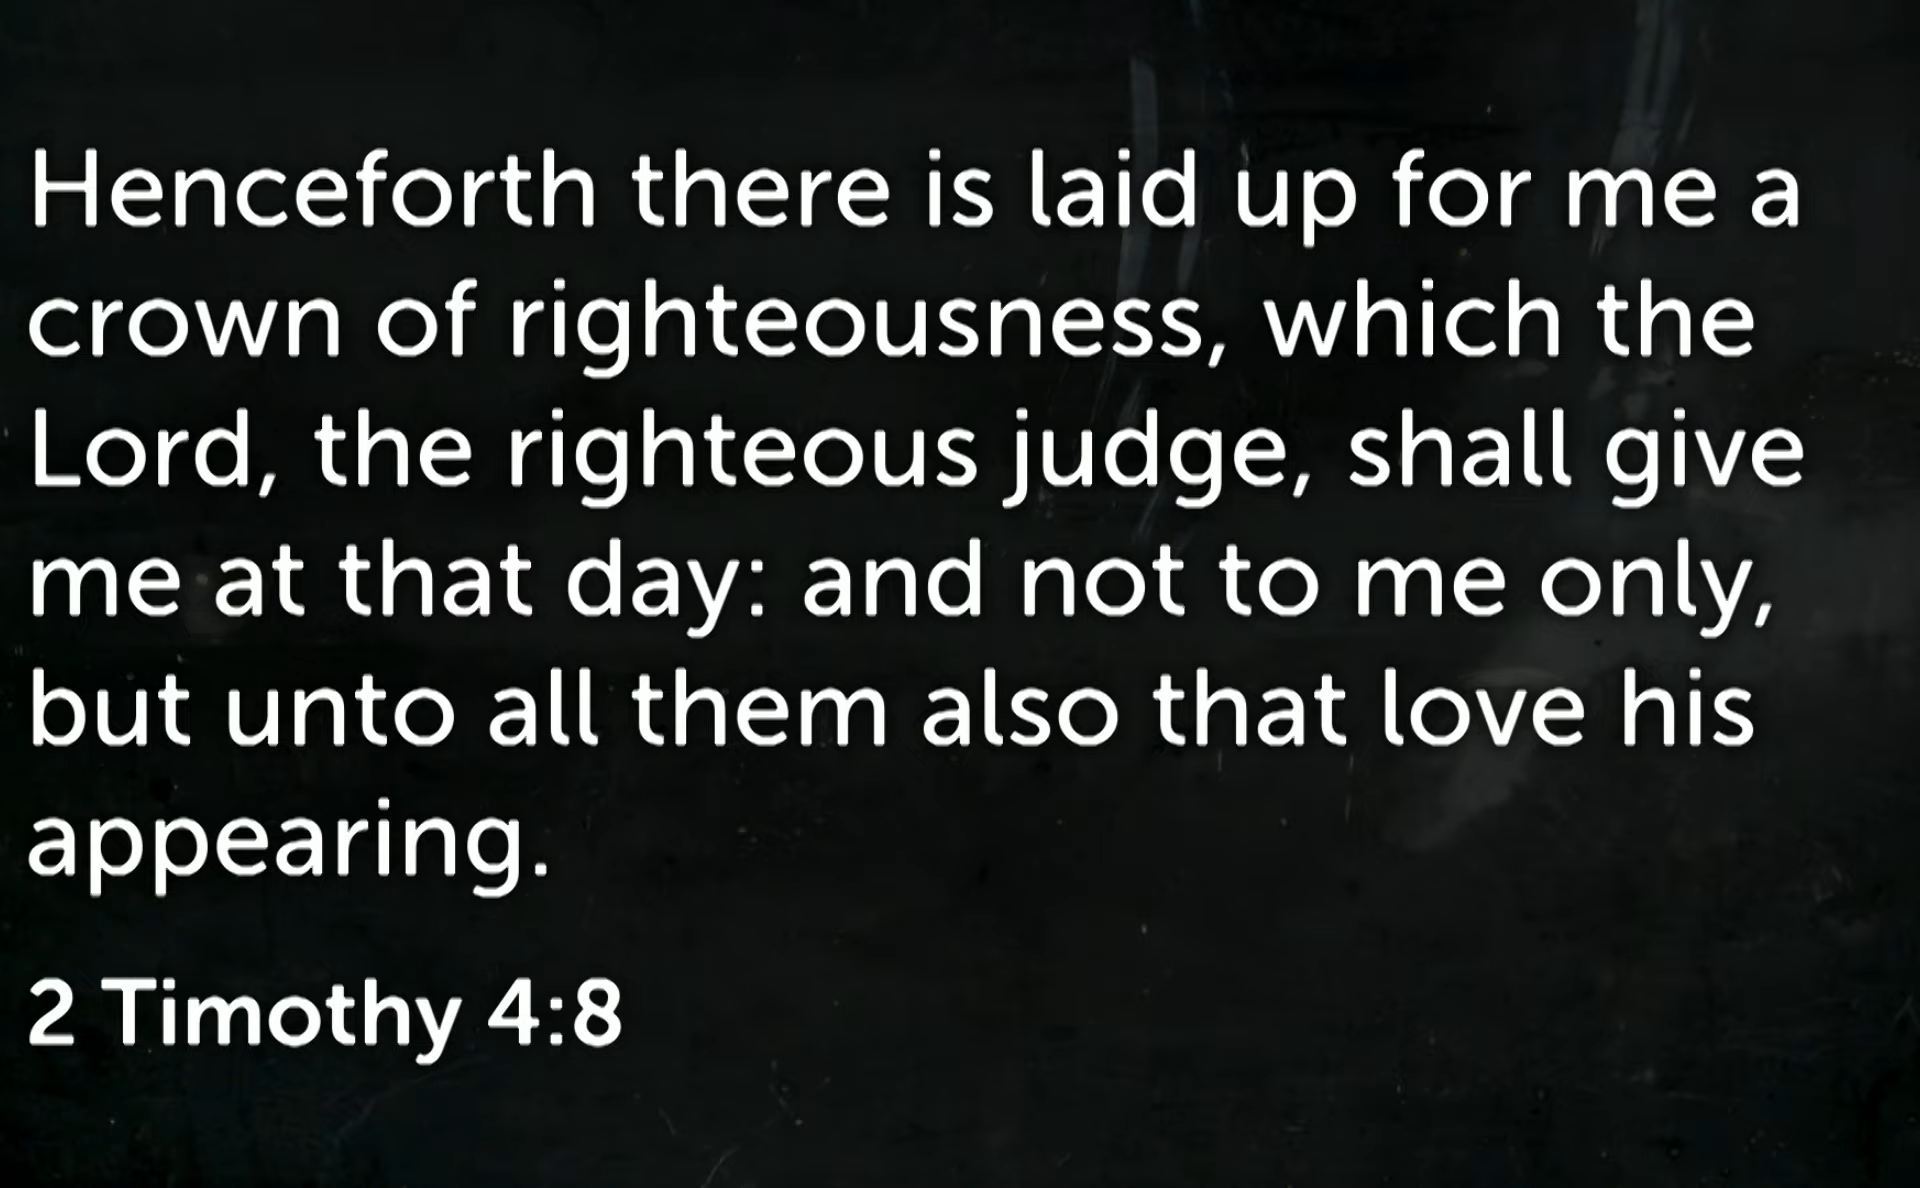 Henceforth there is laid up for me a
crown of righteousness, which the
Lord, the righteous judge, shall give
me at that day: and not to me only,
but unto all them also that love his
appearing.
2 Timothy 4:8